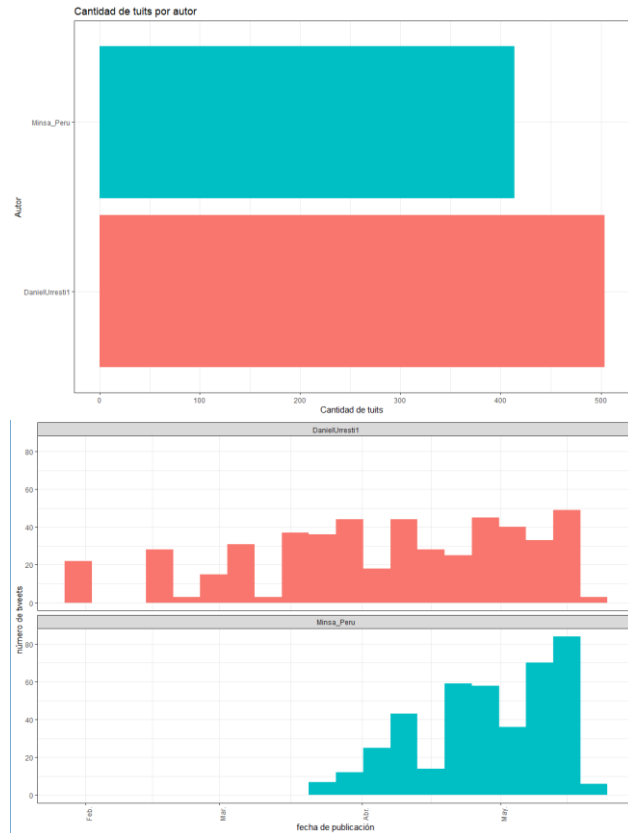 Cantidad de tuits por autor
Autor
Minsa_Peru
DanielUrresti1
0 100 200 300 400 500
Cantidad de tuits
DanielUrresti1
número de tweets
80
60
40
20
0
Minsa_Peru
80
60
40
20
0
Feb. Mar. Abr. May.
fecha de publicación